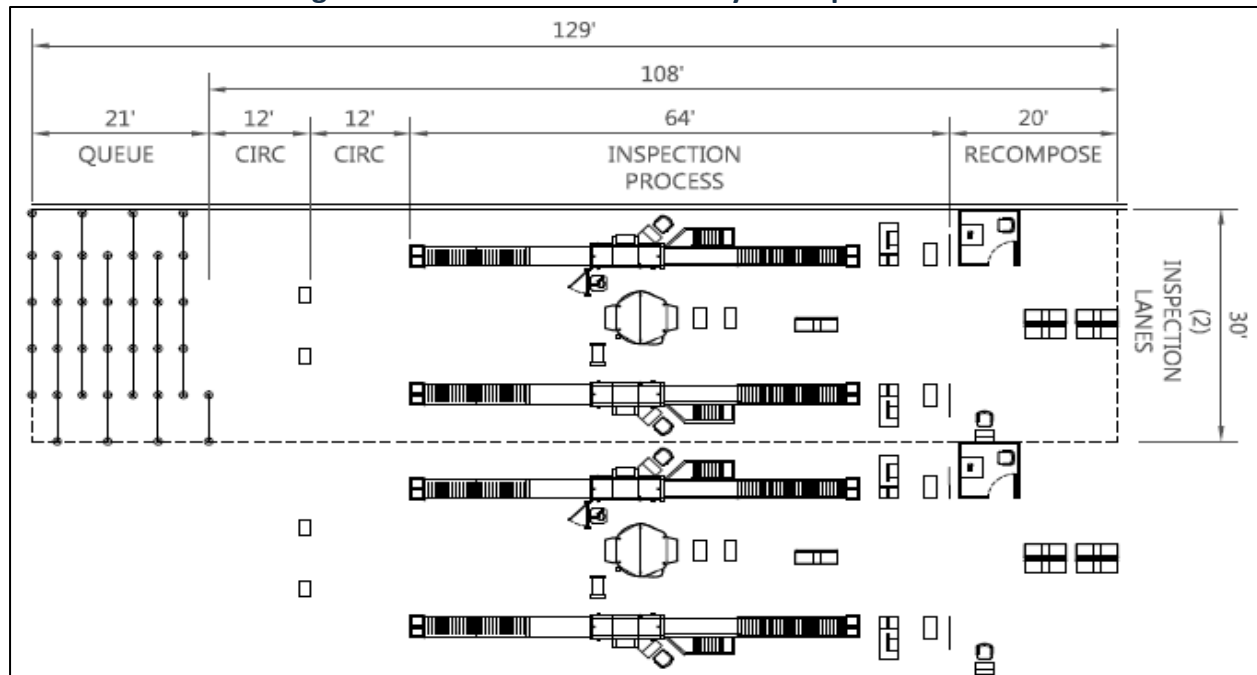 129'
108'
21'
12'
12'
64'
20'
QUEUE
CIRC
CIRC
INSPECTION
PROCESS
RECOMPOSE
INSPECTION
LANES
(2)
30'